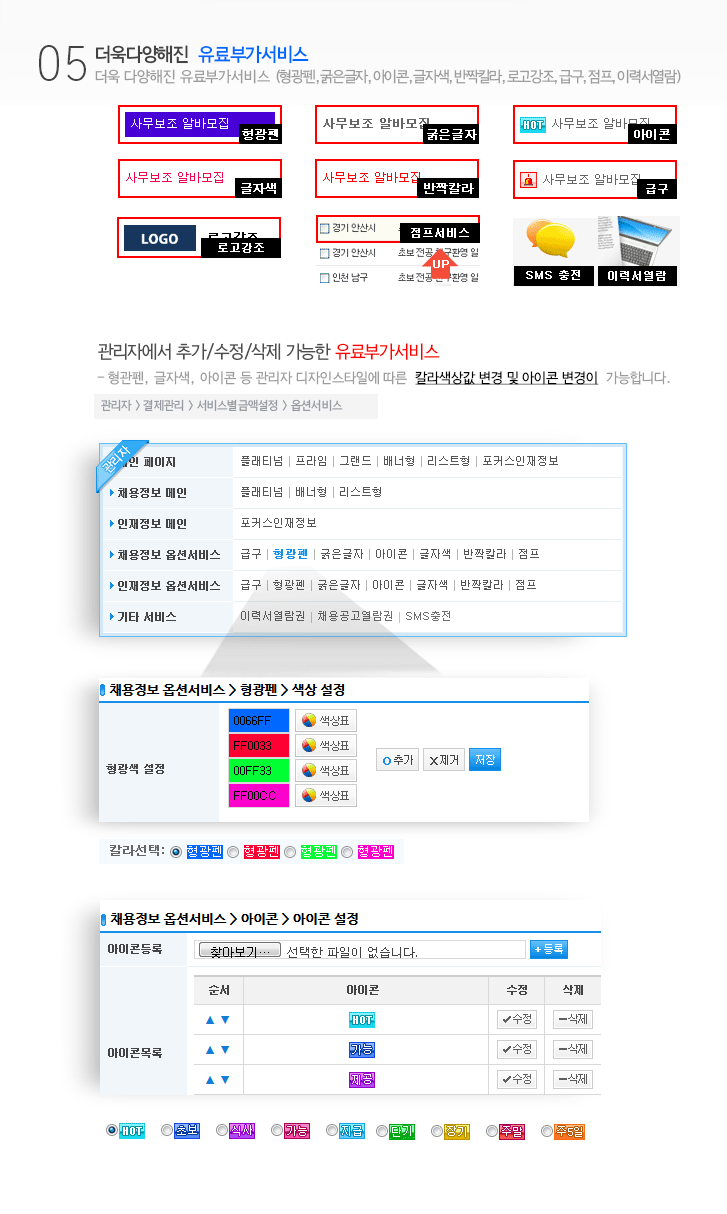 05 더욱다양해진 유료부가서비스
더욱 다양해진 유료부가서비스 (형광펜, 굵은글자, 아이콘, 글자색, 반짝칼라, 로고강조, 급구, 점프, 이력서열람)
사무보조 알바모집 형광펜
사무보조 알바모집 굵은글자
HOT 사무보조 알바모집 아이콘
사무보조 알바모집 글자색
사무보조 알바모집 반짝칼라
사무보조 알바모집 급구
LOGO 로고강조
로고강조
경기 안산시
점프서비스
경기 안산시 초보
인천 남구 초보 전공 친구환영 일
UP
SMS 충전
이력서열람
관리자에서 추가/수정/삭제 가능한 유료부가서비스
- 형관펜, 글자색, 아이콘 등 관리자 디자인스타일에 따른 칼라색상값 변경 및 아이콘 변경이 가능합니다.
관리자 > 결제관리 > 서비스별금액설정 > 옵션서비스
관리자
메인 페이지 플래티넘 | 프라임 | 그랜드 | 배너형 | 리스트형 | 포커스인재정보
채용정보 메인 플래티넘 | 배너형 | 리스트형
인재정보 메인 포커스인재정보
채용정보 옵션서비스 급구 | 형광펜 | 굵은글자 | 아이콘 | 글자색 | 반짝칼라 | 점프
인재정보 옵션서비스 급구 | 형광펜 | 굵은글자 | 아이콘 | 글자색 | 반짝칼라 | 점프
기타 서비스 이력서열람권 | 채용공고열람권 | SMS충전
채용정보 옵션서비스 > 형광펜 > 색상 설정
형광색 설정
0066FF 색상표
FF0033 색상표
00FF33 색상표
FF00CC 색상표
추가 X제거 저장
칼라선택: 형광펜 형광펜 형광펜 형광펜
채용정보 옵션서비스 > 아이콘 > 아이콘 설정
아이콘등록 찾아보기… 선택한 파일이 없습니다. +등록
아이콘목록
순서 아이콘 수정 삭제
▲ ▼ HOT ✔수정 ━삭제
▲ ▼ 가능 ✔수정 ━삭제
▲ ▼ 제공 ✔수정 ━삭제
HOT 초보 식사 가능 지급 단기 장기 주말 주5일